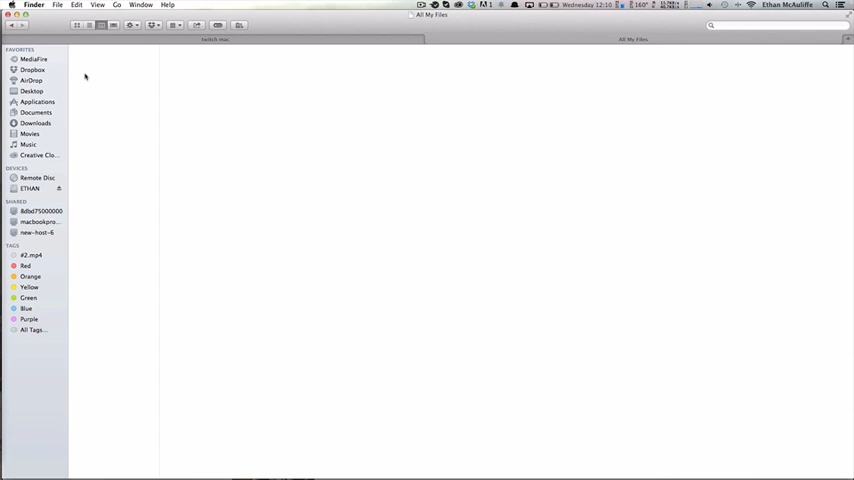 Finder File Edit View Go Window Help
1 Wednesday 12:10 160° Ethan McAuliffe
All My Files
twitch mac All My Files
FAVORITES
MediaFire
Dropbox
AirDrop
Desktop
Applications
Documents
Downloads
Movies
Music
Creative Clo...
DEVICES
Remote Disc
ETHAN
SHARED
8dbd75000000
macbookpro...
new-host-6
TAGS
#2.mp4
Red
Orange
Yellow
Green
Blue
Purple
All Tags...